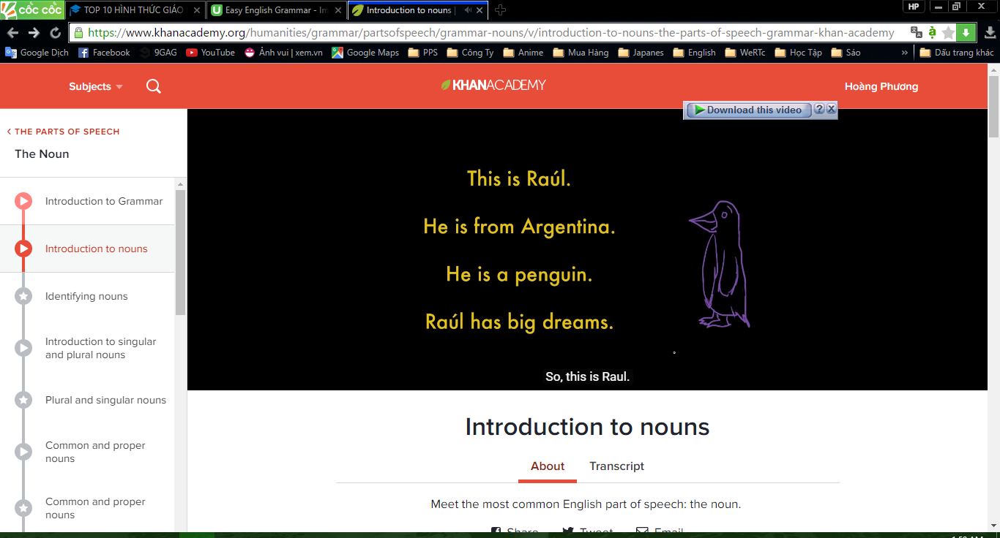 CỐC CỐC
TOP 10 HÌNH THỨC GIÁO
Easy English Grammar - Im
Introduction to nouns |
HP
https://www.khanacademy.org/humanities/grammar/partsofspeech/grammar-nouns/v/introduction-to-nouns-the-parts-of-speech-grammar-khan-academy
Google Dịch Facebook 9GAG YouTube Ảnh vui | xem.vn Google Maps PPS Công Ty Anime Mua Hàng Japanes English WeRTc Học Tập Sáo » Dấu trang khác
Subjects
KHANACADEMY
Hoàng Phương
Download this video ? X
< THE PARTS OF SPEECH
The Noun
Introduction to Grammar
Introduction to nouns
Identifying nouns
Introduction to singular
and plural nouns
Plural and singular nouns
Common and proper
nouns
Common and proper
nouns
This is Raúl.
He is from Argentina.
He is a penguin.
Raúl has big dreams.
So, this is Raul.
Introduction to nouns
About Transcript
Meet the most common English part of speech: the noun.
Share Tweet Email